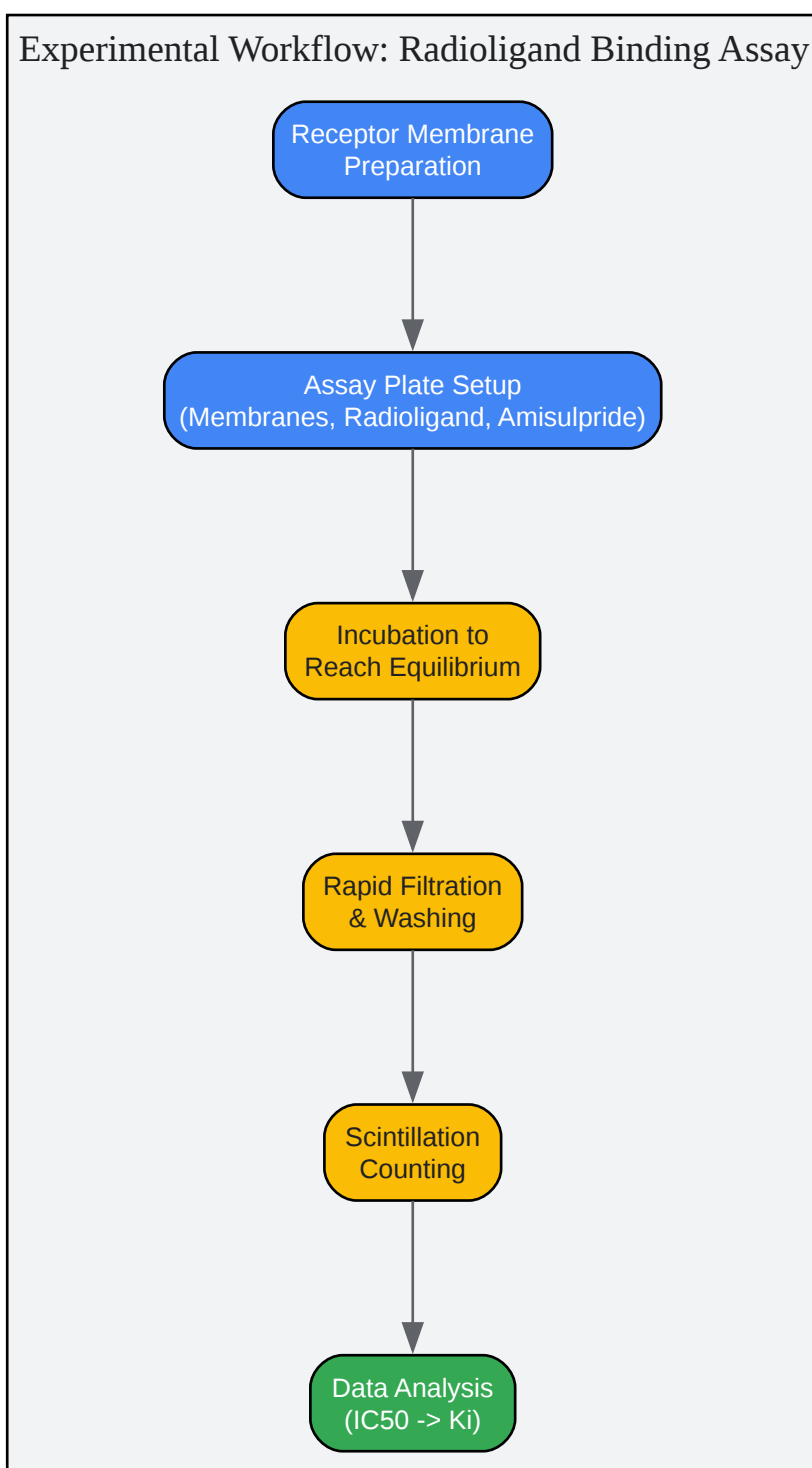 Experimental Workflow: Radioligand Binding Assay
Receptor Membrane
Preparation
Assay Plate Setup
(Membranes, Radioligand, Amisulpride)
Incubation to
Reach Equilibrium
Rapid Filtration
& Washing
Scintillation
Counting
Data Analysis
(IC50 -> Ki)